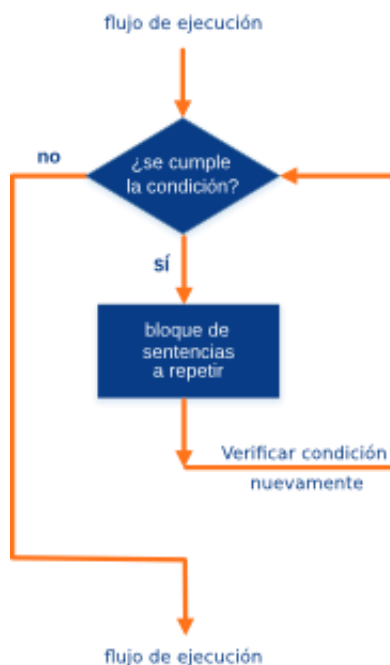 flujo de ejecución
no
¿se cumple
la condición?
sí
bloque de
sentencias
a repetir
Verificar condición
nuevamente
flujo de ejecución